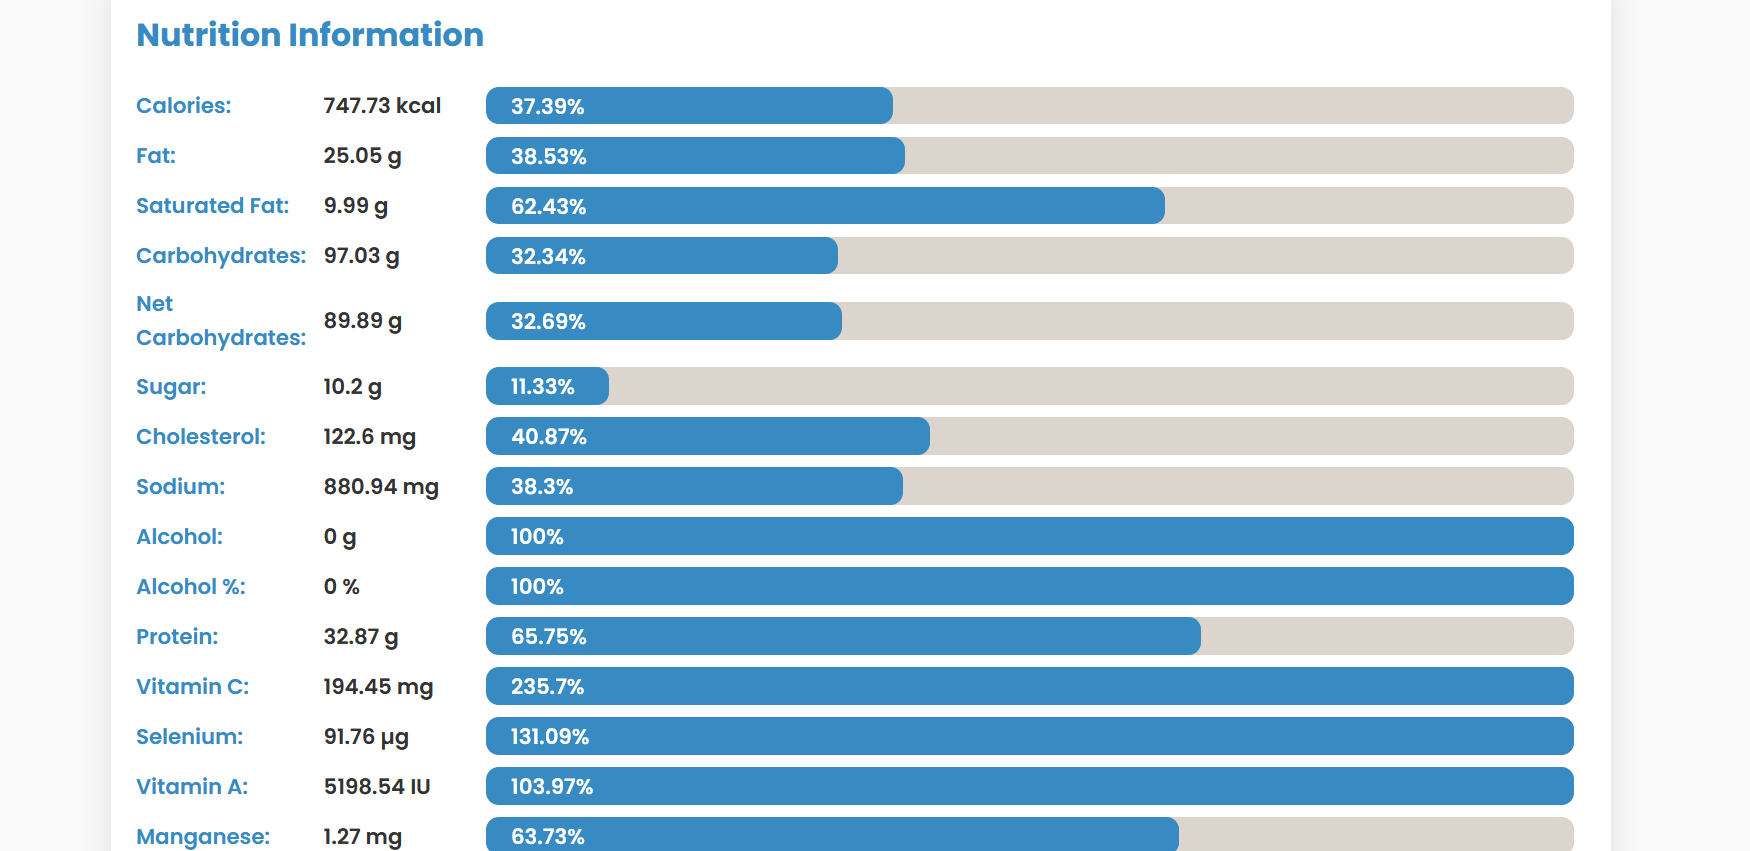 Nutrition Information
Calories: 747.73 kcal 37.39%
Fat: 25.05 g 38.53%
Saturated Fat: 9.99 g 62.43%
Carbohydrates: 97.03 g 32.34%
Net
Carbohydrates: 89.89 g 32.69%
Sugar: 10.2 g 11.33%
Cholesterol: 122.6 mg 40.87%
Sodium: 880.94 mg 38.3%
Alcohol: 0 g 100%
Alcohol %: 0 % 100%
Protein: 32.87 g 65.75%
Vitamin C: 194.45 mg 235.7%
Selenium: 91.76 µg 131.09%
Vitamin A: 5198.54 IU 103.97%
Manganese: 1.27 mg 63.73%